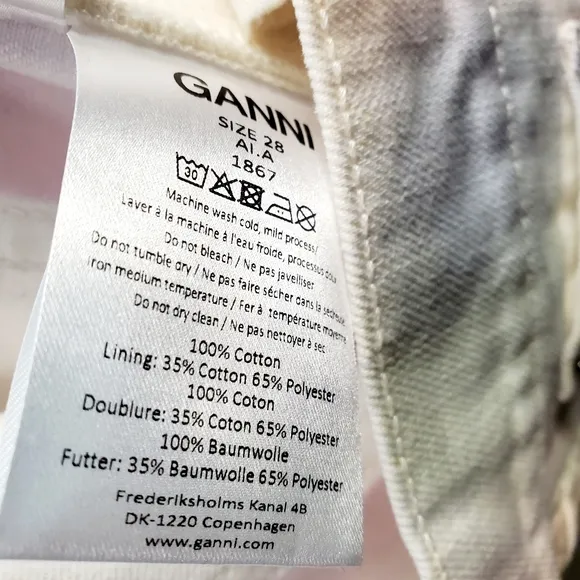 GANNI
SIZE 28
AI.A
1867
30
Machine wash cold, mild process/
Laver à la machine à l'eau froide, processus doux
Do not bleach / Ne pas javeliser
Do not tumble dry / Ne pas faire sécher dans la
Iron medium temperature / Fer à température moyenne
Do not dry clean / Ne pas nettoyer à sec
100% Cotton
Lining: 35% Cotton 65% Polyester
100% Coton
Doublure: 35% Coton 65% Polyester
100% Baumwolle
Futter: 35% Baumwolle 65% Polyester
Frederiksholms Kanal 4B
DK-1220 Copenhagen
www.ganni.com